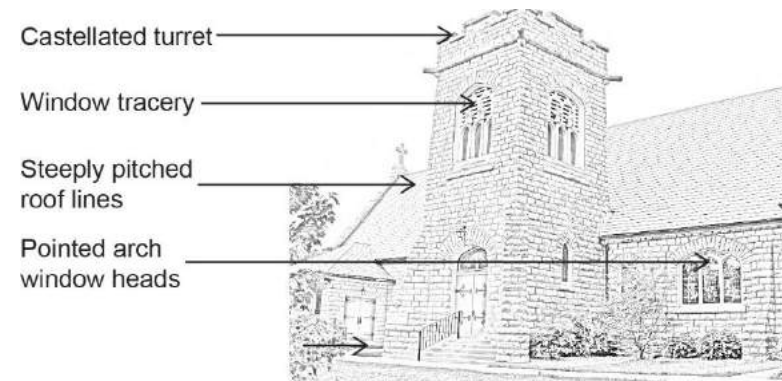 Castellated turret
Window tracery
Steeply pitched
roof lines
Pointed arch
window heads